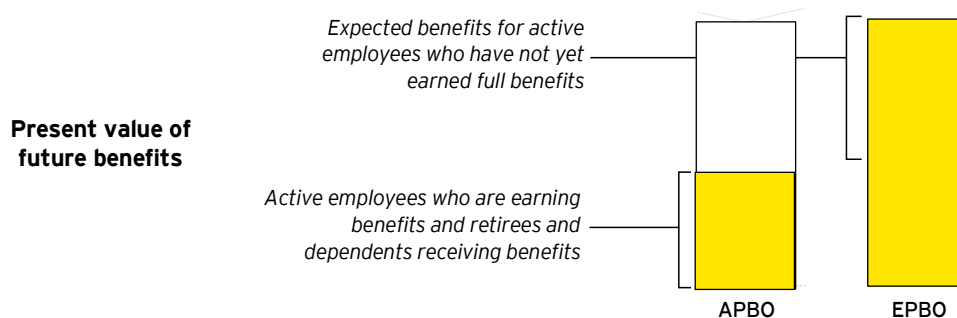 Expected benefits for active
employees who have not yet
earned full benefits
Present value of
future benefits
Active employees who are earning
benefits and retirees and
dependents receiving benefits
APBO
EPBO